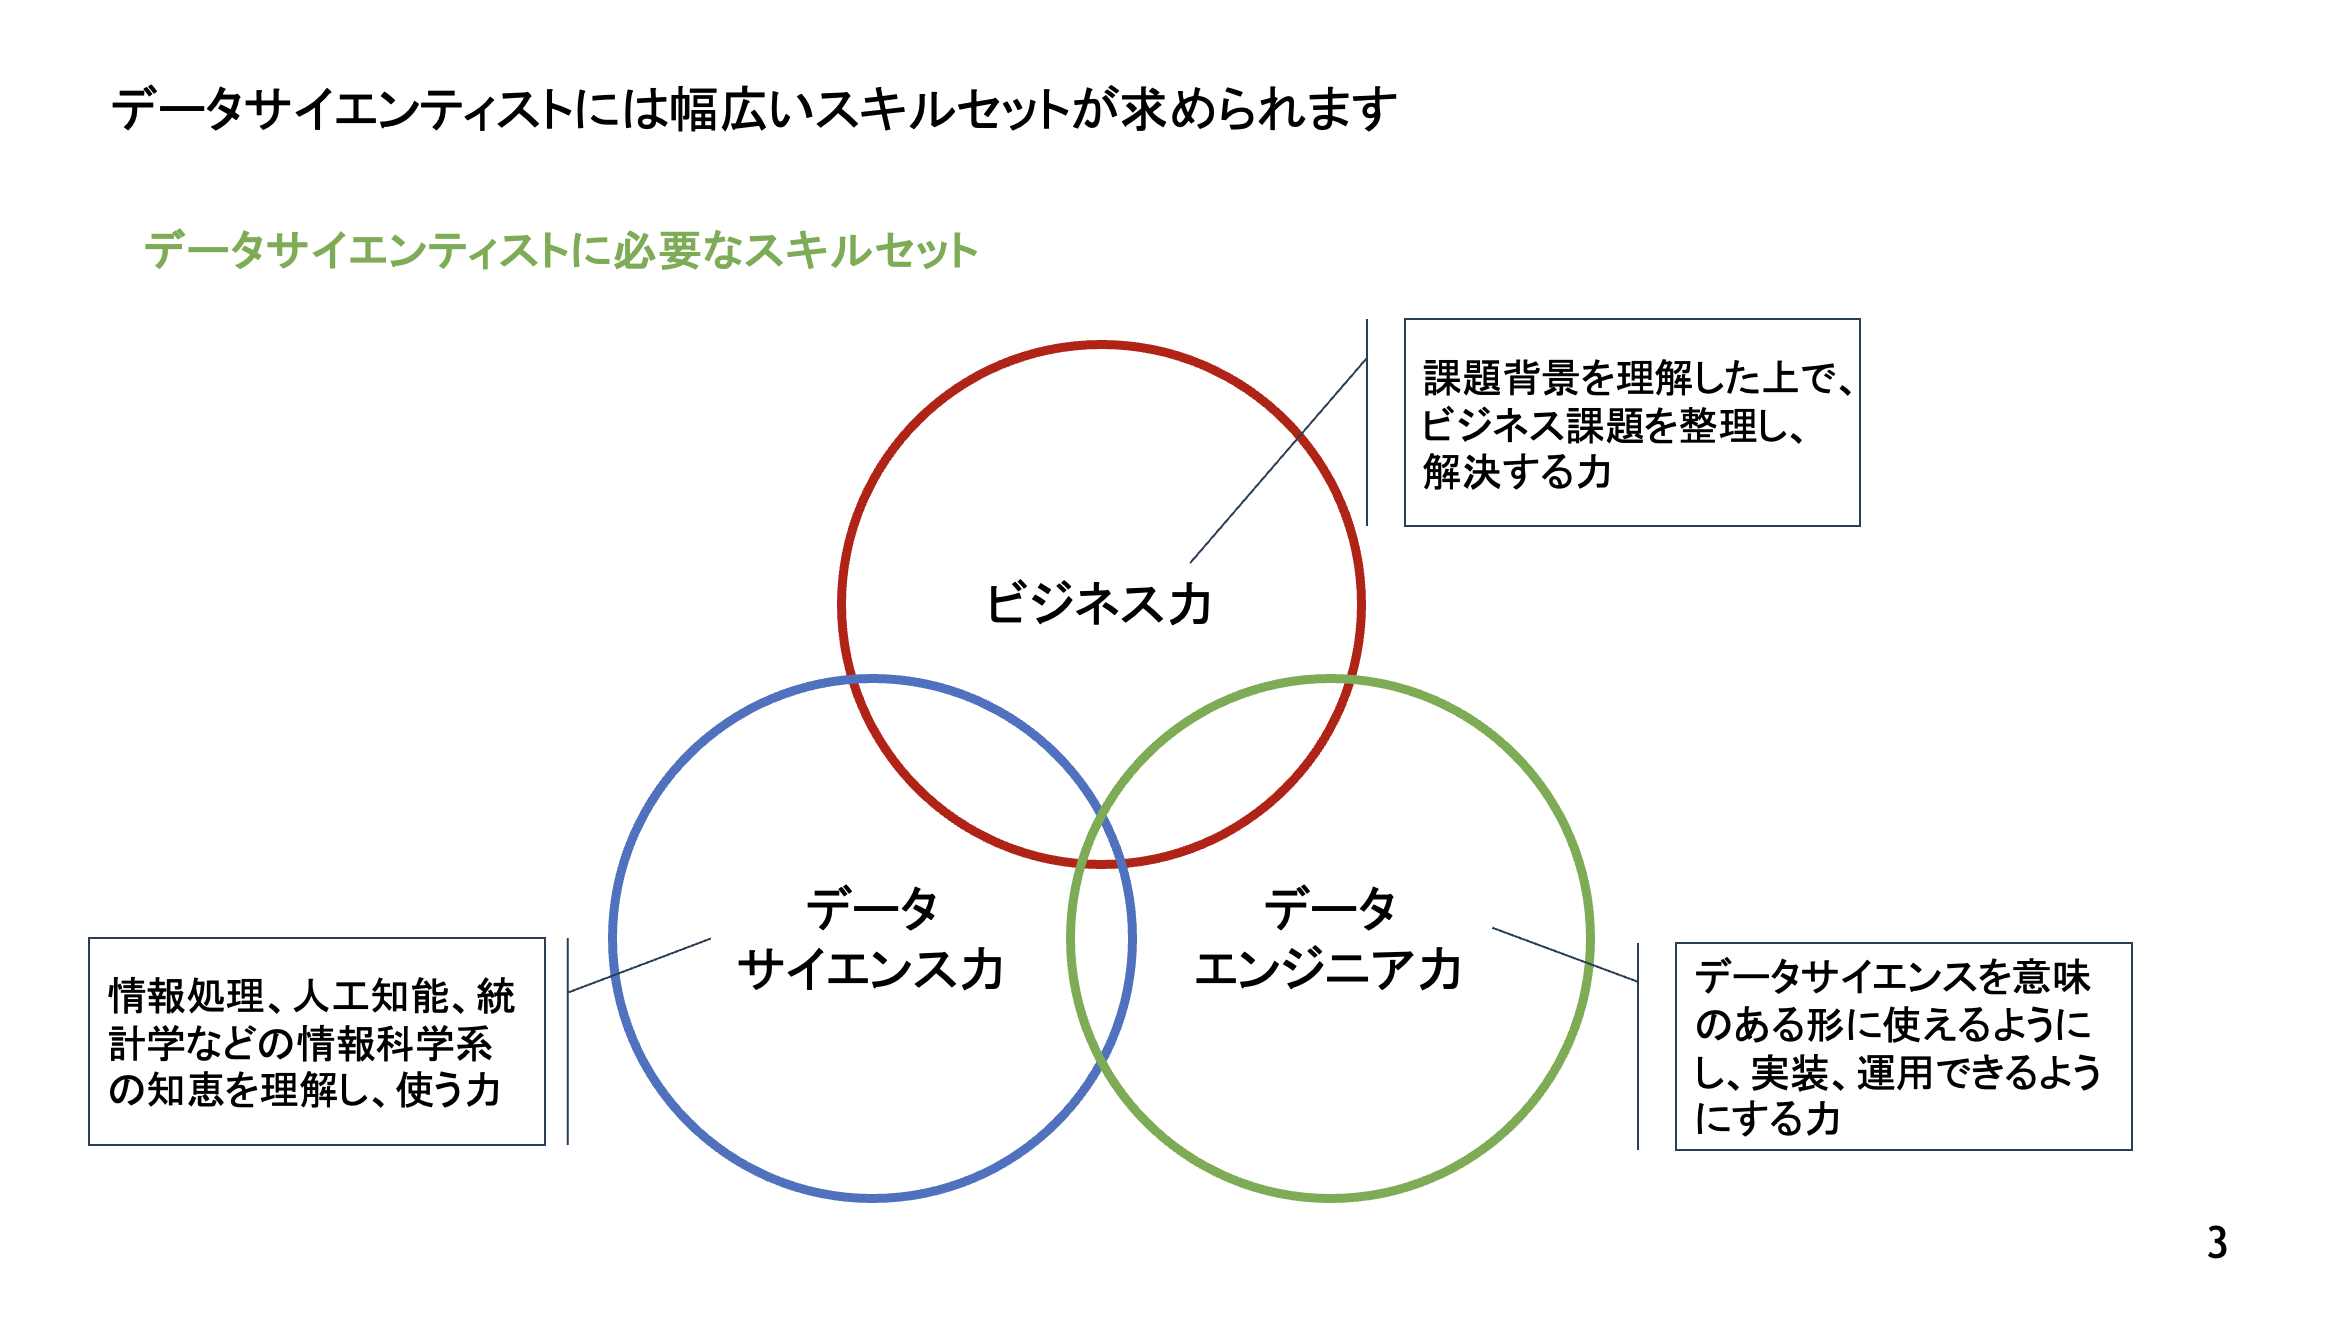 データサイエンティストには幅広いスキルセットが求められます
データサイエンティストに必要なスキルセット
課題背景を理解した上で、
ビジネス課題を整理し、
解決する力
ビジネス力
データ
サイエンス力
データ
エンジニア力
情報処理、人工知能、統
計学などの情報科学系
の知恵を理解し、使う力
データサイエンスを意味
のある形に使えるように
し、実装、運用できるよう
にする力
3